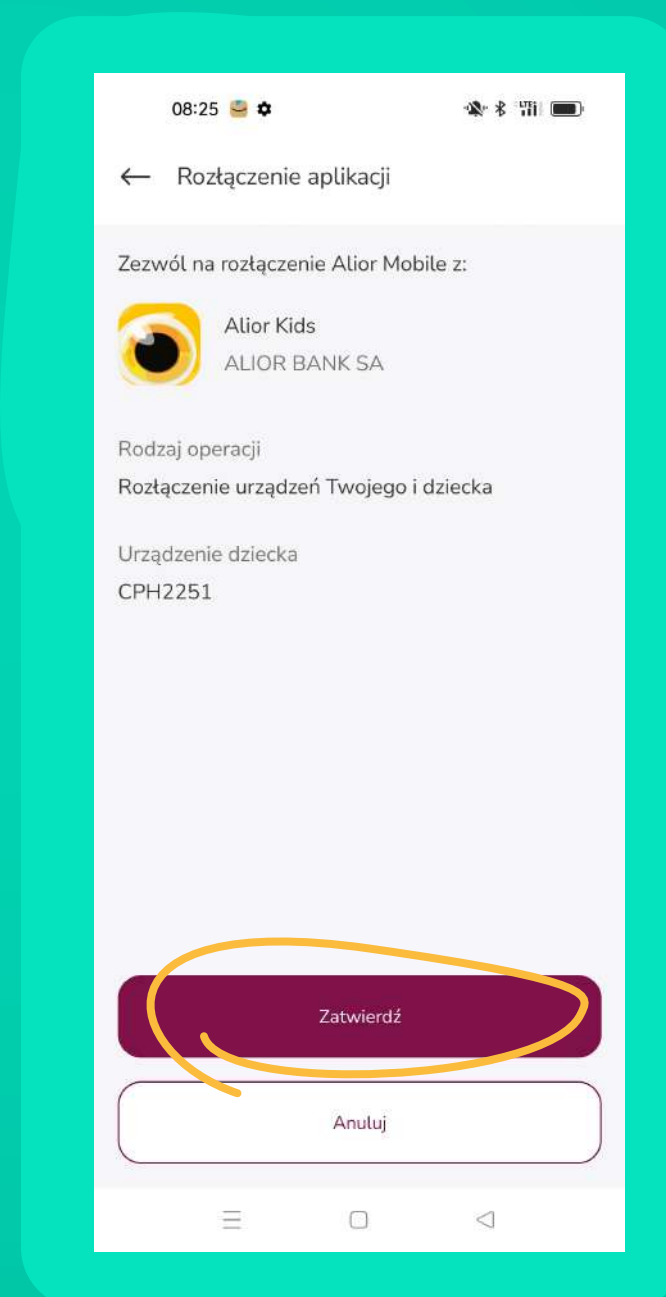 08:25
Rozłączenie aplikacji
Zezwól na rozłączenie Alior Mobile z:
Alior Kids
ALIOR BANK SA
Rodzaj operacji
Rozłączenie urządzeń Twojego i dziecka
Urządzenie dziecka
CPH2251
Zatwierdź
Anuluj